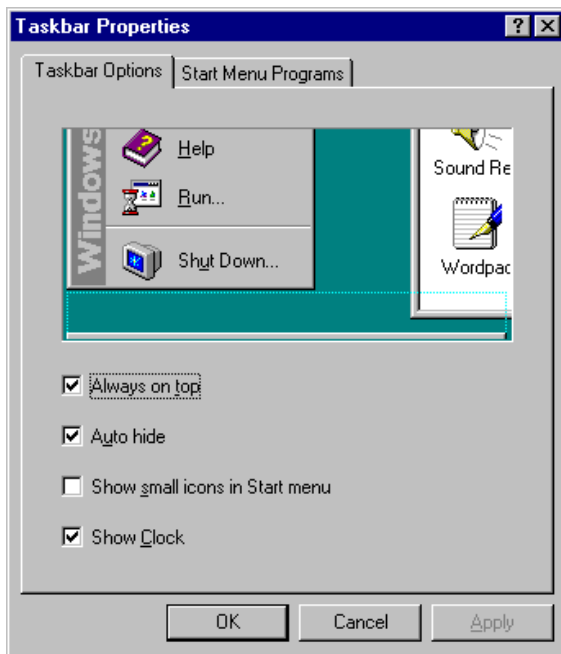 Taskbar Properties
Taskbar Options
Start Menu Programs
Windows
Help
Run...
Shut Down...
Sound Re
Wordpac
Always on top
Auto hide
Show small icons in Start menu
Show Clock
OK
Cancel
Apply